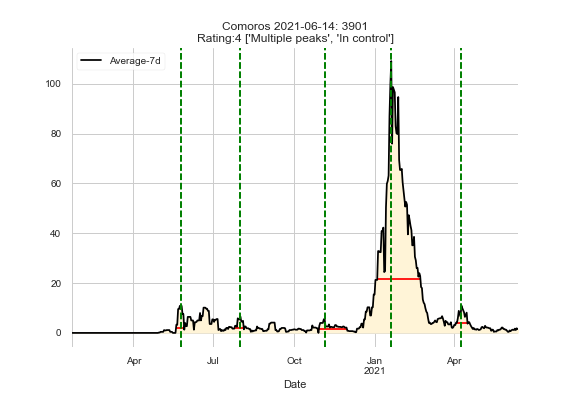 Comoros 2021-06-14: 3901
Rating:4 ['Multiple peaks', 'In control']
Average-7d
100
80
60
40
20
0
Apr
Jul
Oct
Jan
2021
Apr
Date